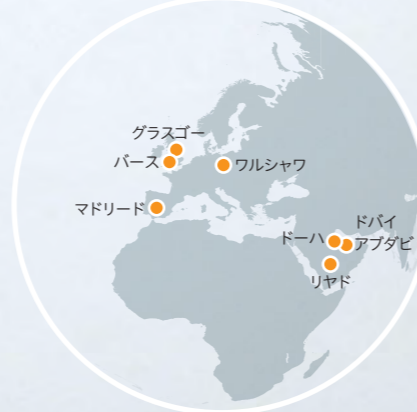 グラスゴー
バース
ワルシャワ
マドリード
ドバイ
ドーハ
アブダビ
リヤド